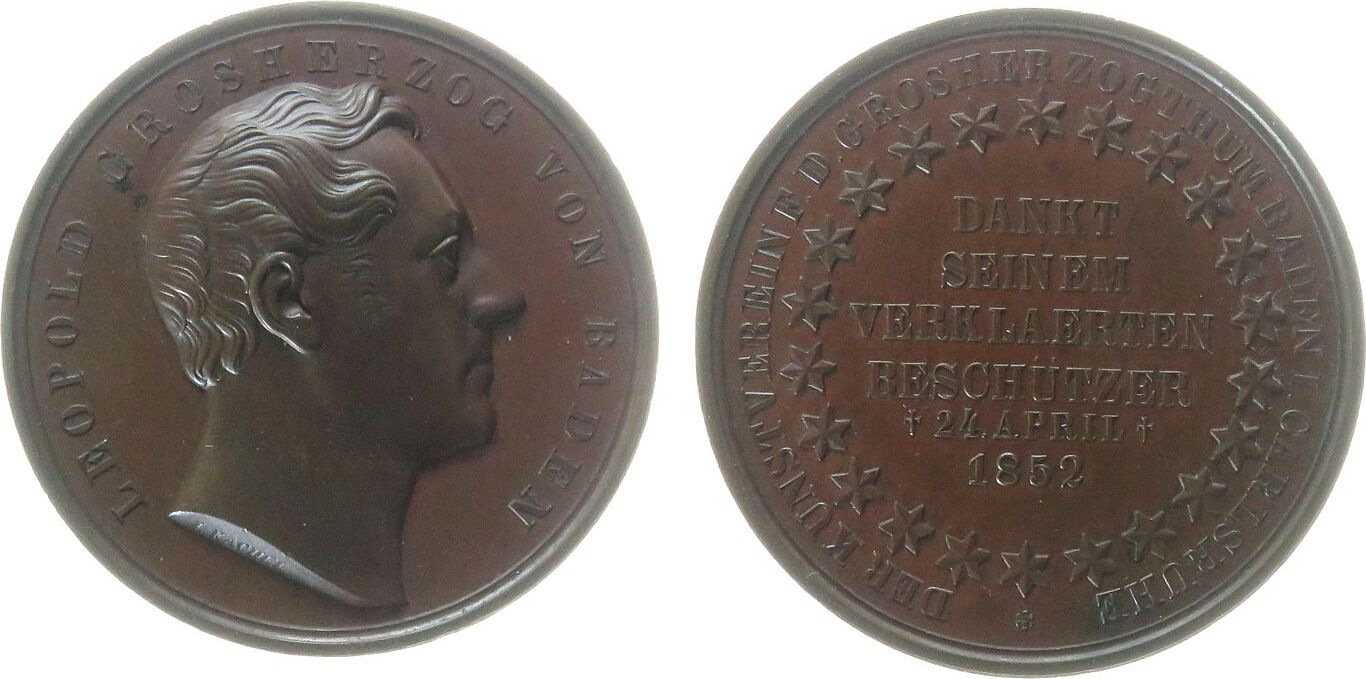 LEOPOLD GROSHERZOG VON BADEN
DER KUNSTVEREIN F. D. GROSHERZOGTHUM BADEN I. CARLSRUHE
DANKT
SEINEM
VERKLAERTEN
BESCHÜTZER
† 24. APRIL †
1852